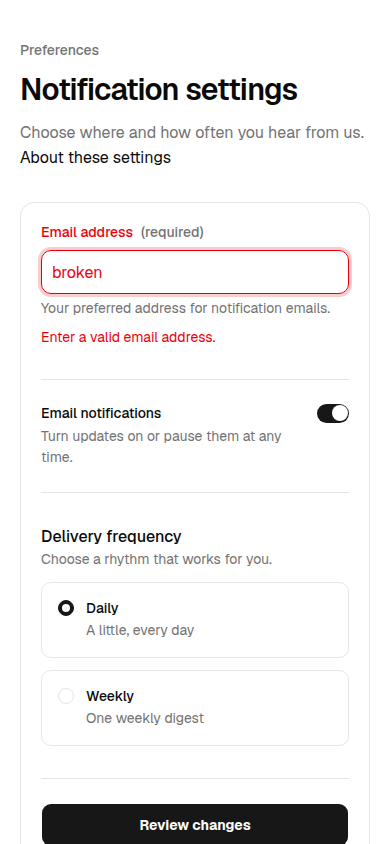 Preferences
Notification settings
Choose where and how often you hear from us.
About these settings
Email address (required)
broken
Your preferred address for notification emails.
Enter a valid email address.
Email notifications
Turn updates on or pause them at any
time.
Delivery frequency
Choose a rhythm that works for you.
Daily
A little, every day
Weekly
One weekly digest
Review changes